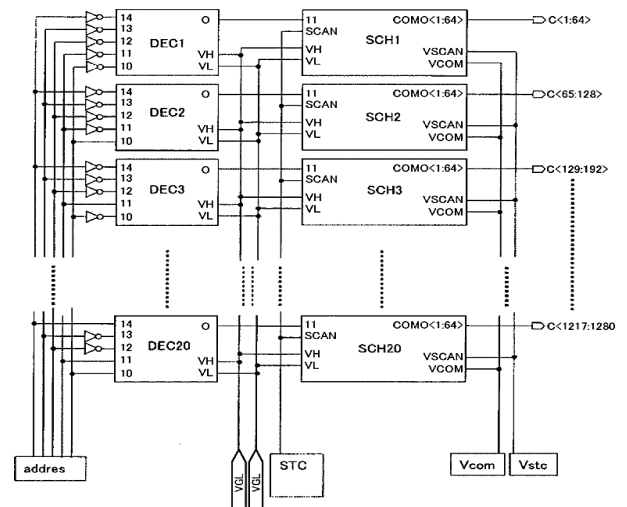 14
13
12
11
10
O
DEC1
VH
VL
11
SCAN
VH
VL
SCH1
COMO<1:64>
VSCAN
VCOM
C<1:64>
14
13
12
11
10
O
DEC2
VH
VL
11
SCAN
VH
VL
SCH2
COMO<1:64>
VSCAN
VCOM
C<65:128>
14
13
12
11
10
O
DEC3
VH
VL
11
SCAN
VH
VL
SCH3
COMO<1:64>
VSCAN
VCOM
C<129:192>
14
13
12
11
10
O
DEC20
VH
VL
11
SCAN
VH
VL
SCH20
COMO<1:64>
VSCAN
VCOM
C<1217:1280
addres
VGL
VGL
STC
Vcom
Vstc